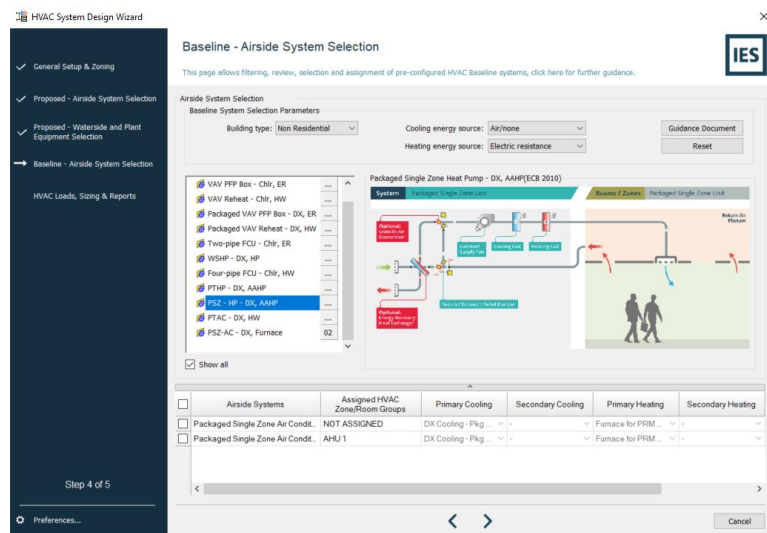 HVAC System Design Wizard
General Setup & Zoning
Proposed - Airside System Selection
Proposed - Waterside and Plant
Equipment Selection
Baseline - Airside System Selection
HVAC Loads, Sizing & Reports
Step 4 of 5
Preferences...
Baseline - Airside System Selection
IES
This page allows filtering, review, selection and assignment of pre-configured HVAC Baseline systems, click here for further guidance.
Airside System Selection
Baseline System Selection Parameters
Building type: Non Residential
Cooling energy source: Air/none
Guidance Document
Heating energy source: Electric resistance
Reset
VAV PFP Box - Chlr, ER ...
VAV Reheat - Chlr, HW ...
Packaged VAV PFP Box - DX, ER ...
Packaged VAV Reheat - DX, HW ...
Two-pipe FCU - Chlr, ER ...
WSHP - DX, HP ...
Four-pipe FCU - Chlr, HW ...
PTHP - DX, AAHP ...
PSZ - HP - DX, AAHP ...
PTAC - DX, HW ...
PSZ-AC - DX, Furnace 02
Show all
Packaged Single Zone Heat Pump - DX, AAHP(ECB 2010)
System Packaged Single Zone Unit
Rooms / Zones Packaged Single Zone Unit
Return Air
Plenum
Optional:
Economizer
Constant
Supply Fan
Cooling Coil
Heating Coil
Return / Exhaust / Relief Damper
Optional:
Energy Recovery
Heat Exchanger
Airside Systems
Assigned HVAC
Zone/Room Groups
Primary Cooling
Secondary Cooling
Primary Heating
Secondary Heating
Packaged Single Zone Air Condit... NOT ASSIGNED DX Cooling - Pkg ... - Furnace for PRM ... -
Packaged Single Zone Air Condit... AHU 1 DX Cooling - Pkg ... - Furnace for PRM ... -
Cancel